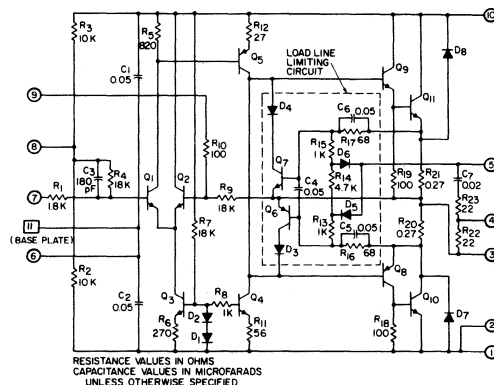 R3
10 K
R5
820
R12
27
10
C1
0.05
Q5
LOAD LINE
LIMITING
CIRCUIT
Q9
D8
Q11
9
D4
C6
0.05
R17
68
R15
1 K
D6
5
8
R10
100
Q7
C4
0.05
R14
4.7K
R19
100
R21
0.27
C7
0.02
C3
180
pF
R4
18K
Q1
Q2
R9
18K
D5
R23
22
4
7
R1
1.8K
Q6
R13
1K
C5
0.05
R20
0.27
R22
22
11
(BASE PLATE)
R7
18K
D3
R16
68
3
6
Q8
R2
10 K
C2
0.05
Q3
R8
1K
Q4
Q10
D7
D2
R6
270
D1
R11
56
R18
100
2
1
RESISTANCE VALUES IN OHMS
CAPACITANCE VALUES IN MICROFARADS
UNLESS OTHERWISE SPECIFIED